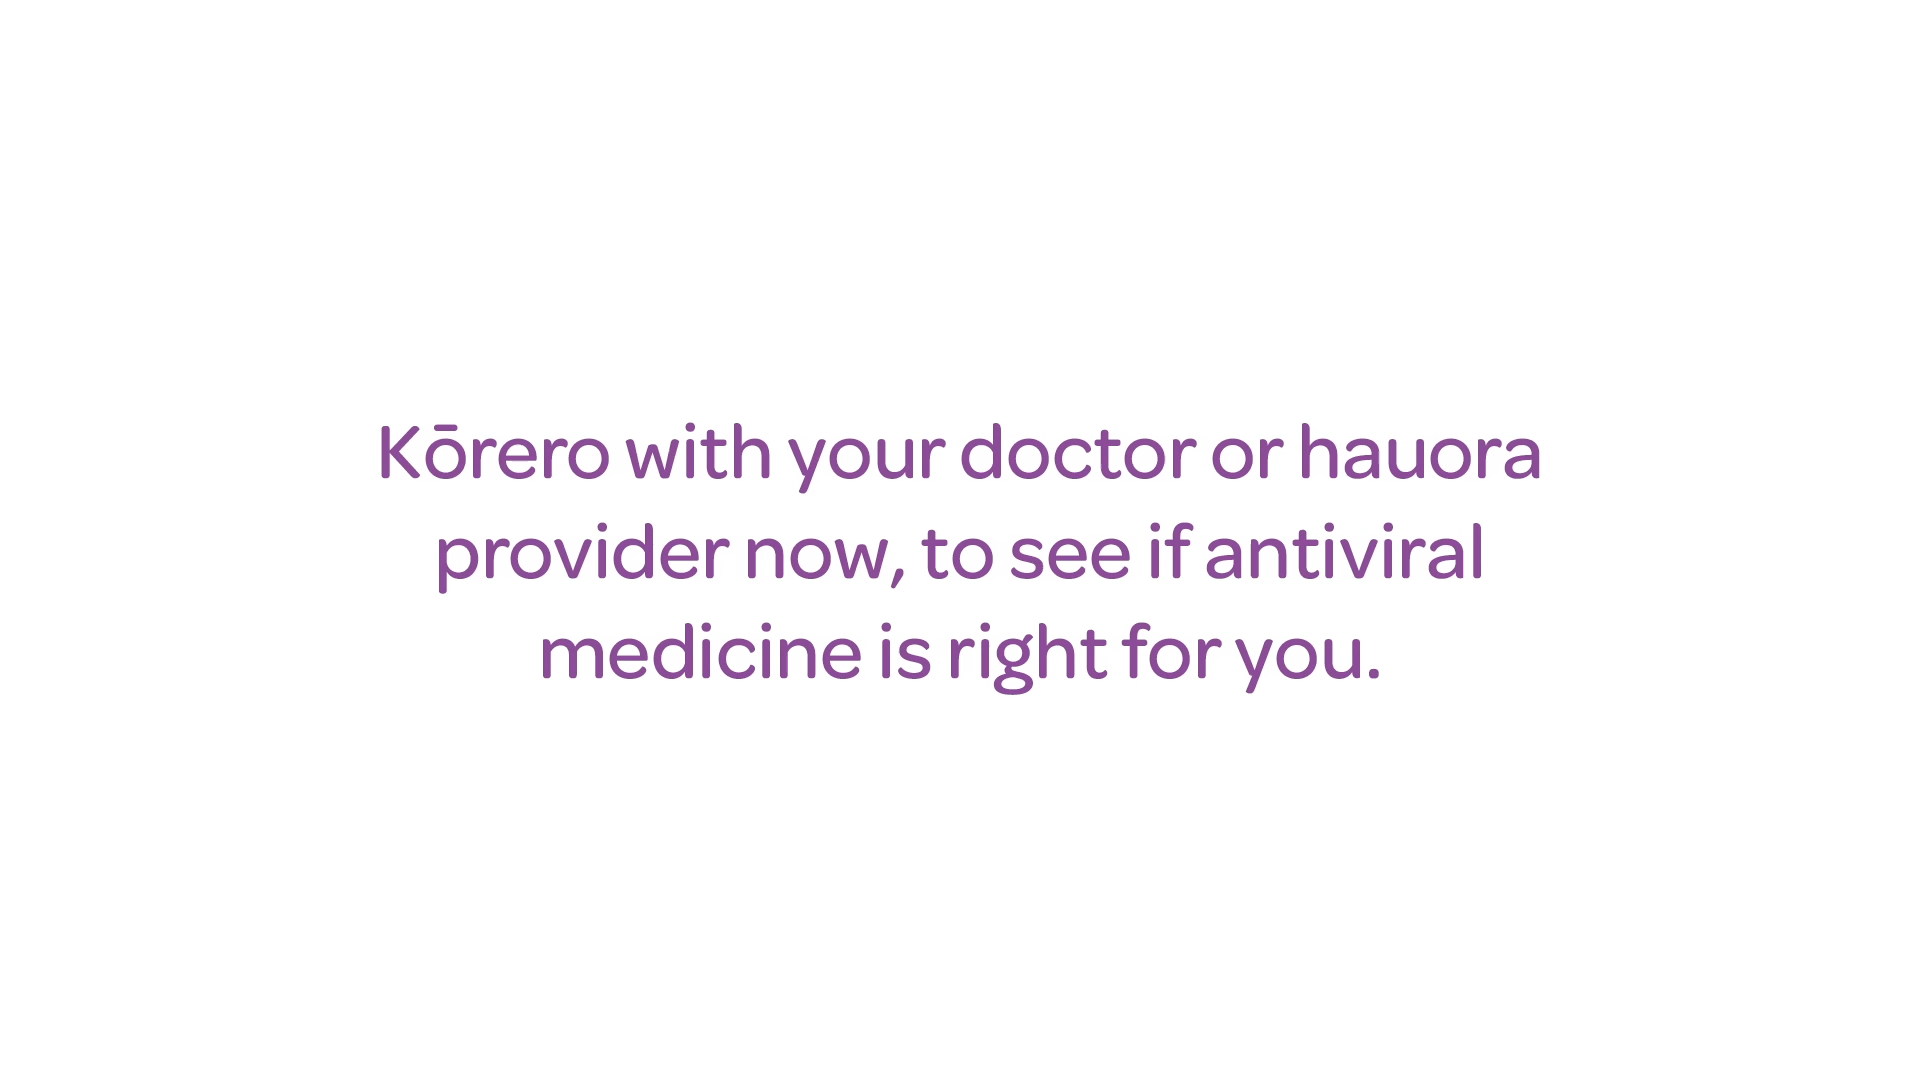 Kōrero with your doctor or hauora
provider now, to see if antiviral
medicine is right for you.